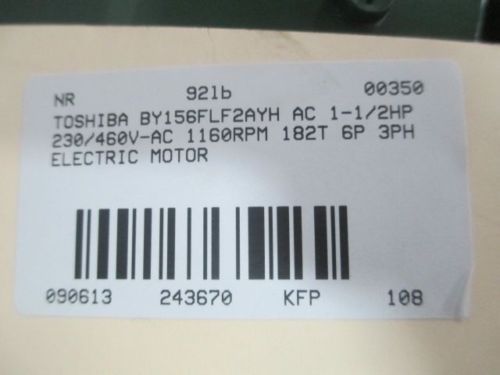 NR 92lb 00350
TOSHIBA BY156FLF2AYH AC 1-1/2HP
230/460V-AC 1160RPM 182T 6P 3PH
ELECTRIC MOTOR
090613 243670 KFP 108